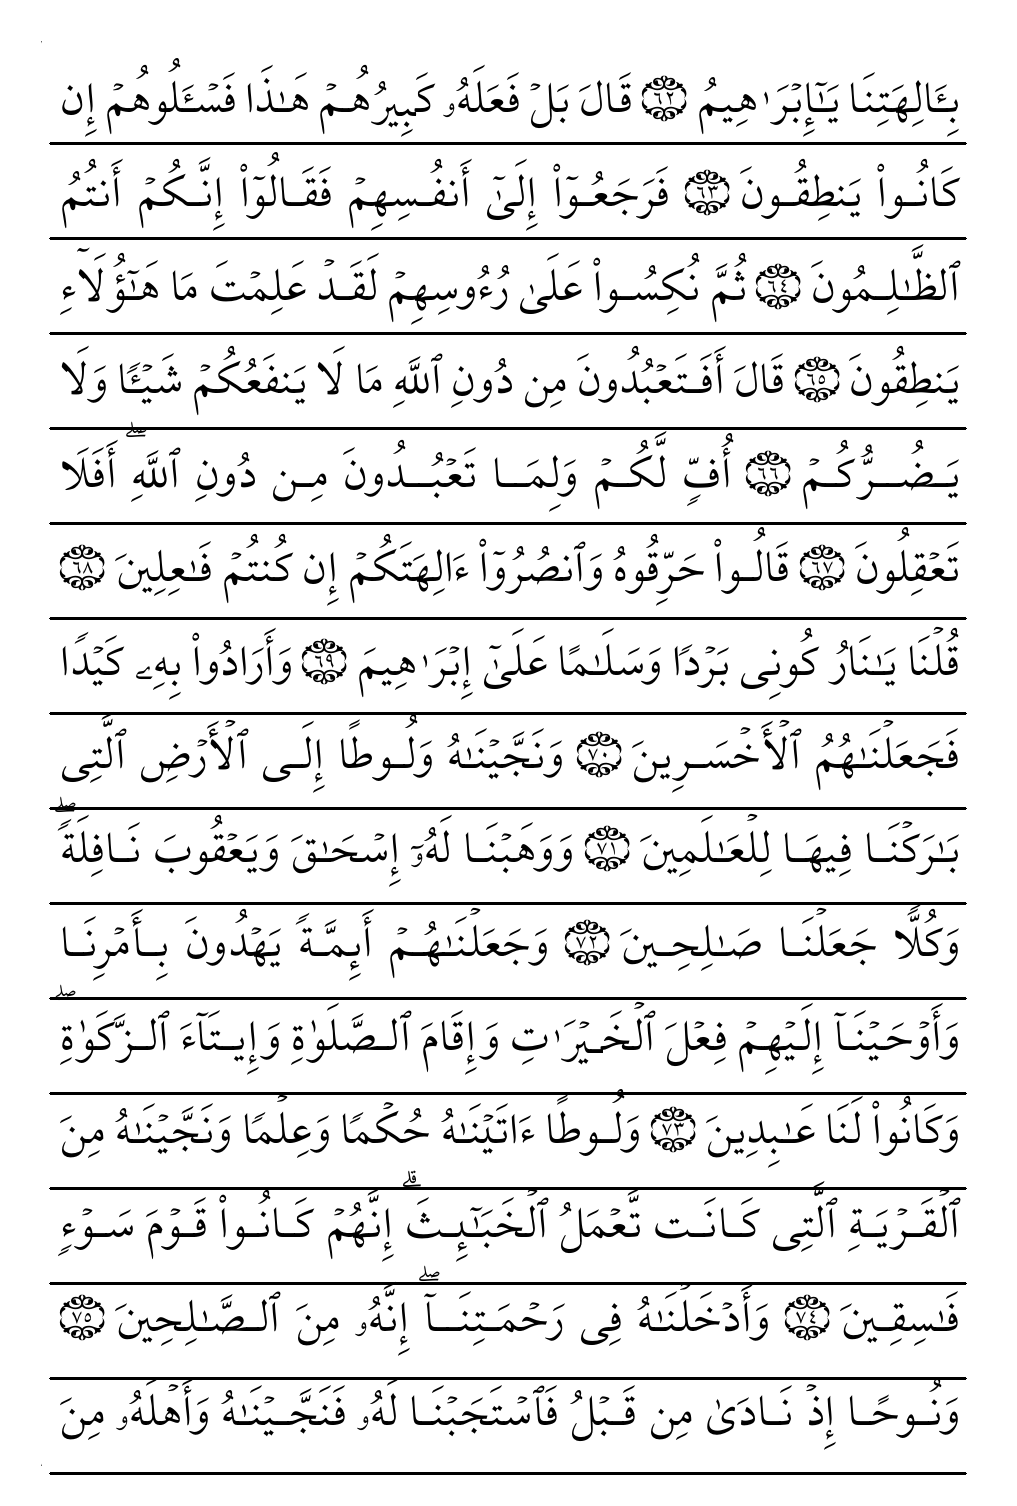 بِـَٔالِهَتِنَا يَـٰٓإِبۡرَٰهِيمُ ٦٢ قَالَ بَلۡ فَعَلَهُۥ كَبِيرُهُمۡ هَـٰذَا فَسۡـَٔلُوهُمۡ إِن
كَانُوا۟ يَنطِقُونَ ٦٣ فَرَجَعُوٓا۟ إِلَىٰٓ أَنفُسِهِمۡ فَقَالُوٓا۟ إِنَّكُمۡ أَنتُمُ
ٱلظَّـٰلِمُونَ ٦٤ ثُمَّ نُكِسُوا۟ عَلَىٰ رُءُوسِهِمۡ لَقَدۡ عَلِمۡتَ مَا هَـٰٓؤُلَآءِ
يَنطِقُونَ ٦٥ قَالَ أَفَتَعۡبُدُونَ مِن دُونِ ٱللَّهِ مَا لَا يَنفَعُكُمۡ شَيۡـًٔا وَلَا
يَضُرُّكُمۡ ٦٦ أُفٍّ لَّكُمۡ وَلِمَا تَعۡبُدُونَ مِن دُونِ ٱللَّهِۖ أَفَلَا
تَعۡقِلُونَ ٦٧ قَالُوا۟ حَرِّقُوهُ وَٱنصُرُوٓا۟ ءَالِهَتَكُمۡ إِن كُنتُمۡ فَـٰعِلِينَ ٦٨
قُلۡنَا يَـٰنَارُ كُونِى بَرۡدًا وَسَلَـٰمًا عَلَىٰٓ إِبۡرَٰهِيمَ ٦٩ وَأَرَادُوا۟ بِهِۦ كَيۡدًا
فَجَعَلۡنَـٰهُمُ ٱلۡأَخۡسَرِينَ ٧٠ وَنَجَّيۡنَـٰهُ وَلُوطًا إِلَى ٱلۡأَرۡضِ ٱلَّتِى
بَـٰرَكۡنَا فِيهَا لِلۡعَـٰلَمِينَ ٧١ وَوَهَبۡنَا لَهُۥٓ إِسۡحَـٰقَ وَيَعۡقُوبَ نَافِلَةًۖ
وَكُلًّا جَعَلۡنَا صَـٰلِحِينَ ٧٢ وَجَعَلۡنَـٰهُمۡ أَئِمَّةً يَهۡدُونَ بِأَمۡرِنَا
وَأَوۡحَيۡنَآ إِلَيۡهِمۡ فِعۡلَ ٱلۡخَيۡرَٰتِ وَإِقَامَ ٱلصَّلَوٰةِ وَإِيتَآءَ ٱلزَّكَوٰةِۖ
وَكَانُوا۟ لَنَا عَـٰبِدِينَ ٧٣ وَلُوطًا ءَاتَيۡنَـٰهُ حُكۡمًا وَعِلۡمًا وَنَجَّيۡنَـٰهُ مِنَ
ٱلۡقَرۡيَةِ ٱلَّتِى كَانَت تَّعۡمَلُ ٱلۡخَبَـٰٓئِثَۗ إِنَّهُمۡ كَانُوا۟ قَوۡمَ سَوۡءٍ
فَـٰسِقِينَ ٧٤ وَأَدۡخَلۡنَـٰهُ فِى رَحۡمَتِنَآۖ إِنَّهُۥ مِنَ ٱلصَّـٰلِحِينَ ٧٥
وَنُوحًا إِذۡ نَادَىٰ مِن قَبۡلُ فَٱسۡتَجَبۡنَا لَهُۥ فَنَجَّيۡنَـٰهُ وَأَهۡلَهُۥ مِنَ